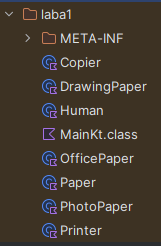 laba1
META-INF
Copier
DrawingPaper
Human
MainKt.class
OfficePaper
Paper
PhotoPaper
Printer